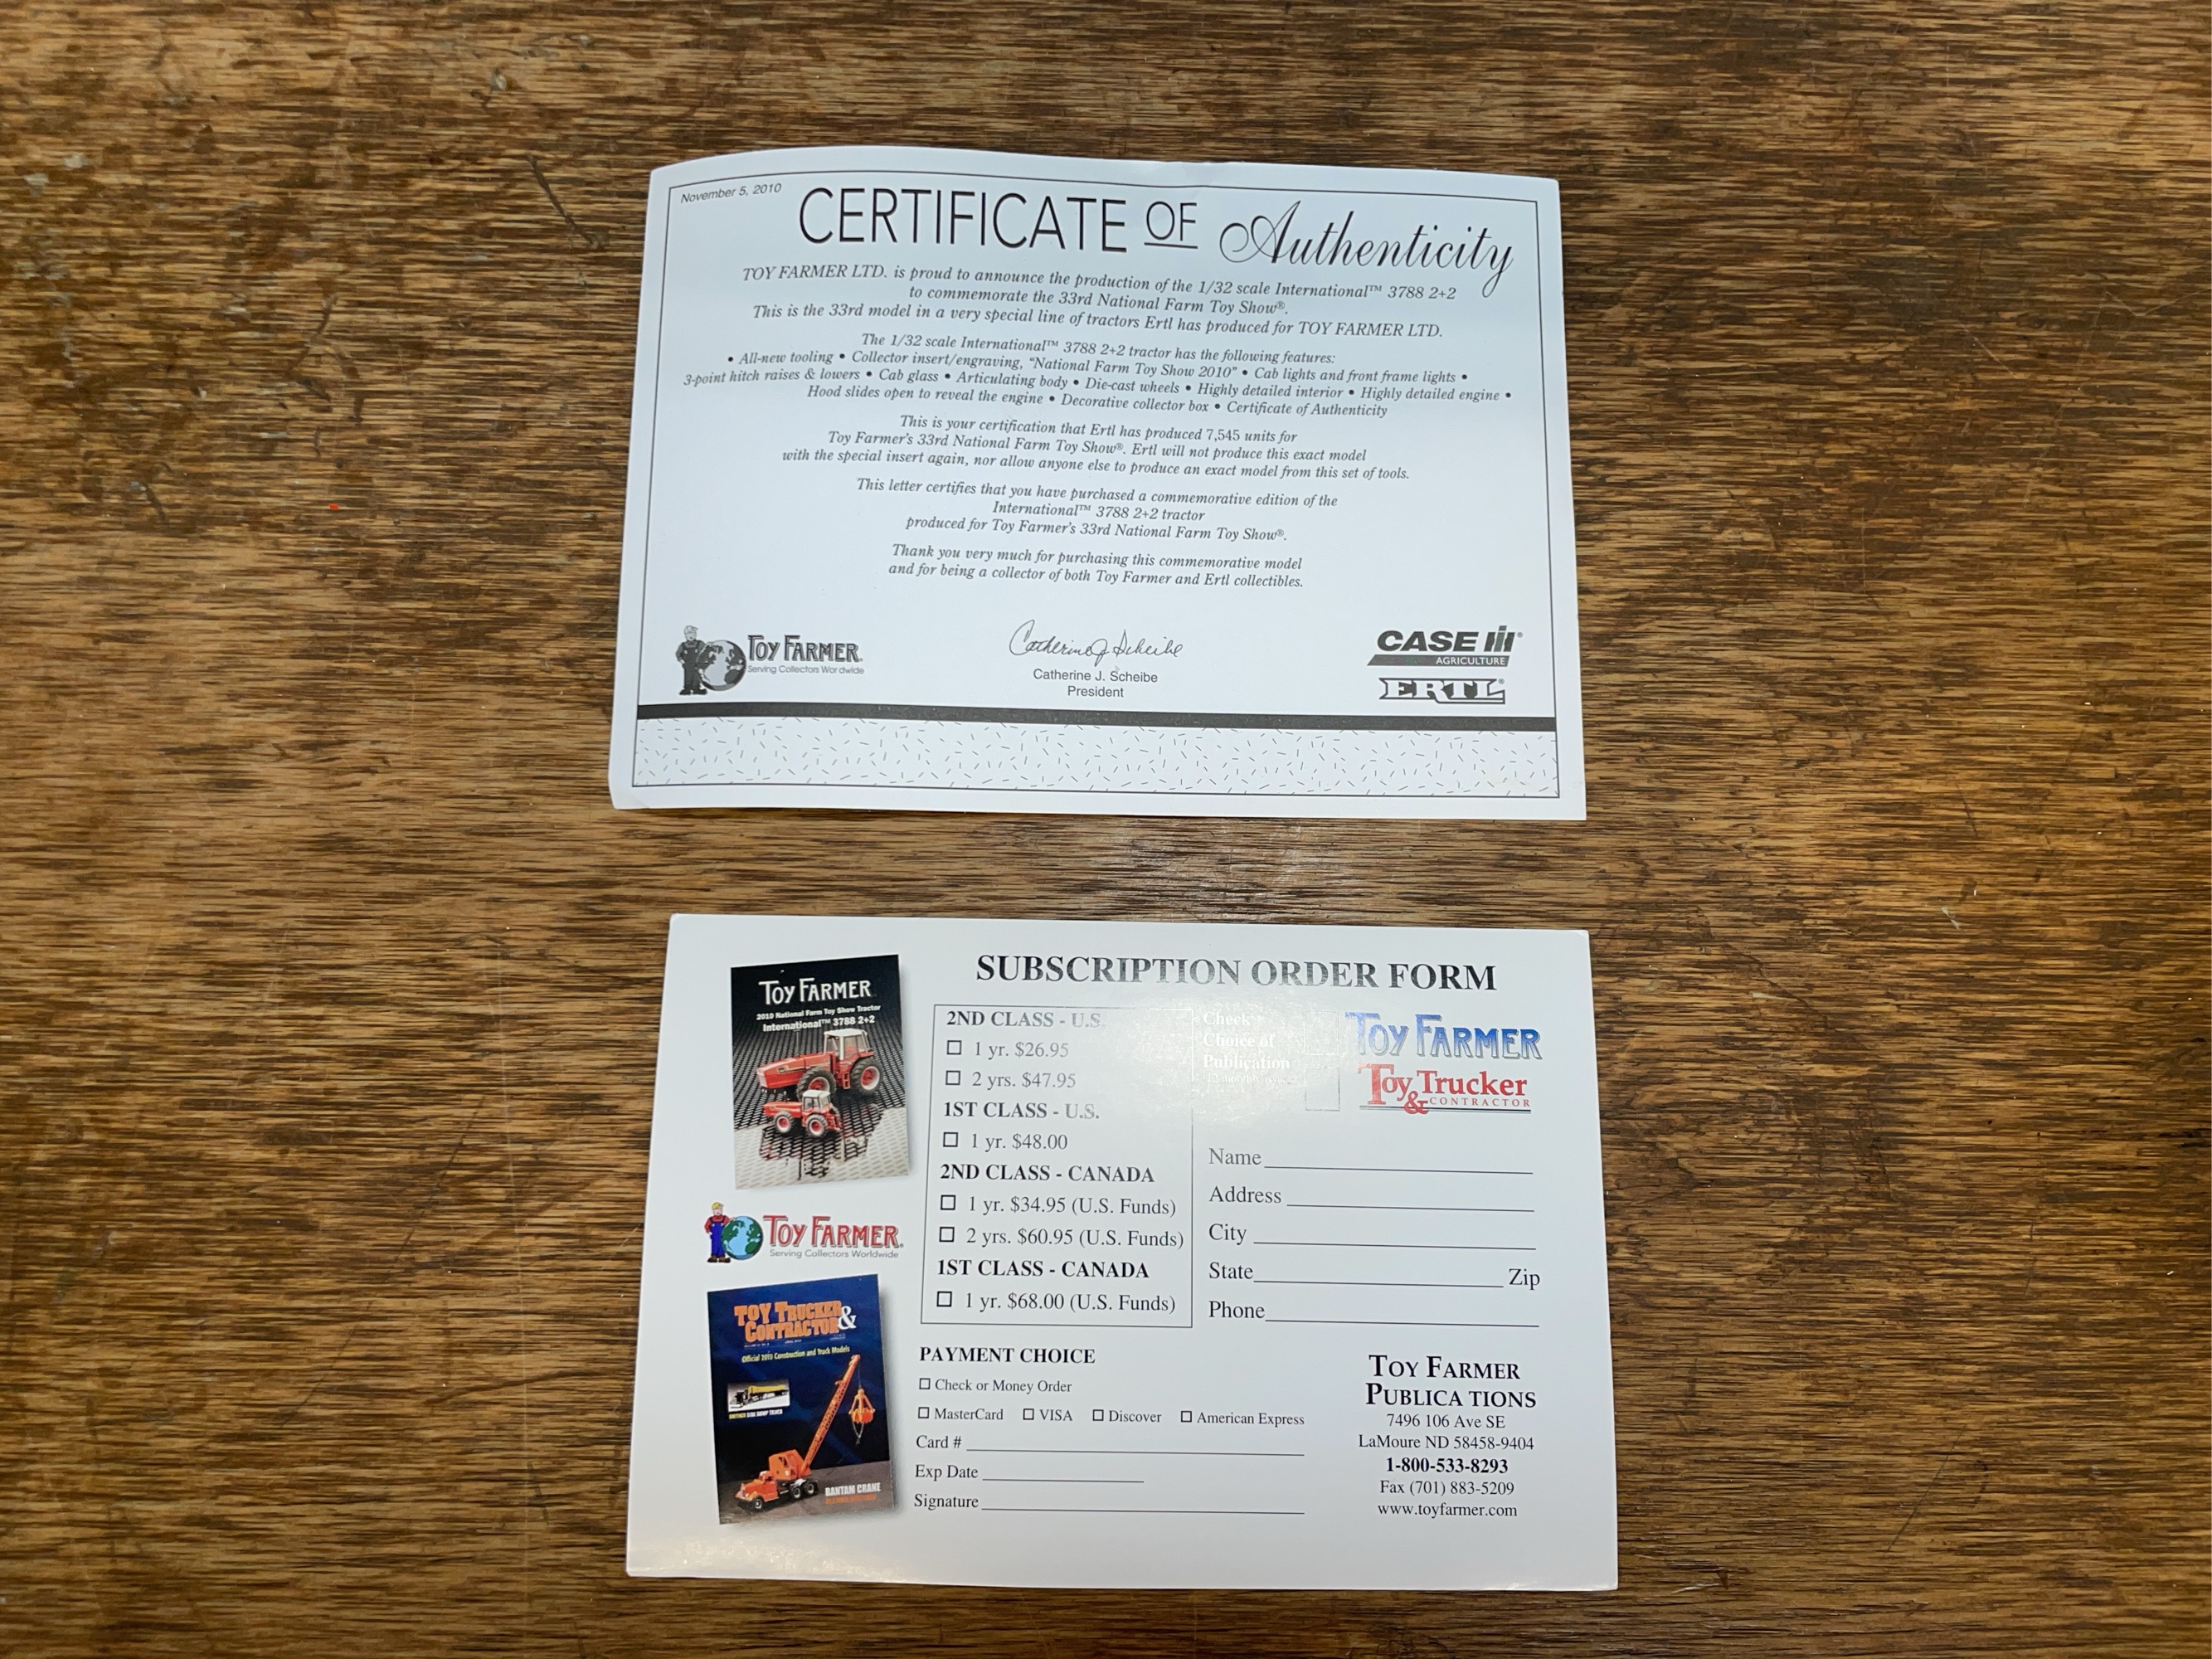 November 5, 2010
CERTIFICATE OF Authenticity
TOY FARMER LTD. is proud to announce the production of the 1/32 scale International™ 3788 2+2
to commemorate the 33rd National Farm Toy Show®.
This is the 33rd model in a very special line of tractors Ertl has produced for TOY FARMER LTD.
The 1/32 scale International™ 3788 2+2 tractor has the following features:
• All-new tooling • Collector insert/engraving, "National Farm Toy Show 2010" • Cab lights and front frame lights •
3-point hitch raises & lowers • Cab glass • Articulating body • Die-cast wheels • Highly detailed interior • Highly detailed engine •
Hood slides open to reveal the engine • Decorative collector box • Certificate of Authenticity
This is your certification that Ertl has produced 7,545 units for
Toy Farmer's 33rd National Farm Toy Show®. Ertl will not produce this exact model
with the special insert again, nor allow anyone else to produce an exact model from this set of tools.
This letter certifies that you have purchased a commemorative edition of the
International™ 3788 2+2 tractor
produced for Toy Farmer's 33rd National Farm Toy Show®.
Thank you very much for purchasing this commemorative model
and for being a collector of both Toy Farmer and Ertl collectibles.
TOY FARMER
Serving Collectors Wor dwide
Catherine J Scheibe
Catherine J. Scheibe
President
CASE IH®
AGRICULTURE
ERTL®
SUBSCRIPTION ORDER FORM
TOY FARMER
2010 National Farm Toy Show Tractor
International™ 3788 2+2
TOY FARMER®
Serving Collectors Worldwide
TOY TRUCKER &
CONTRACTOR
Official 2010 Construction and Truck Models
BANTAM CRANE
2ND CLASS - U.S.
1 yr. $26.95
2 yrs. $47.95
1ST CLASS - U.S.
1 yr. $48.00
2ND CLASS - CANADA
1 yr. $34.95 (U.S. Funds)
2 yrs. $60.95 (U.S. Funds)
1ST CLASS - CANADA
1 yr. $68.00 (U.S. Funds)
Check
Choice of
Publication
TOY FARMER
Toy Trucker
& CONTRACTOR
Name
Address
City
State Zip
Phone
PAYMENT CHOICE
Check or Money Order
MasterCard VISA Discover American Express
Card #
Exp Date
Signature
TOY FARMER
PUBLICA TIONS
7496 106 Ave SE
LaMoure ND 58458-9404
1-800-533-8293
Fax (701) 883-5209
www.toyfarmer.com